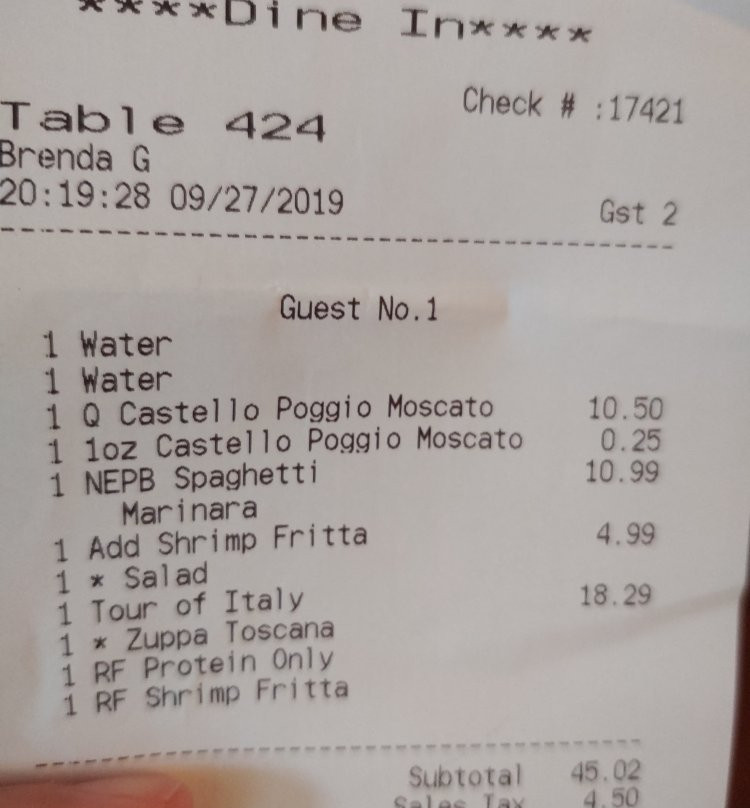 ****Dine In****
Check # :17421
Table 424
Brenda G
20:19:28 09/27/2019
Gst 2
Guest No.1
1 Water
1 Water
1 Q Castello Poggio Moscato 10.50
1 1oz Castello Poggio Moscato 0.25
1 NEPB Spaghetti 10.99
Marinara
1 Add Shrimp Fritta 4.99
1 * Salad
1 Tour of Italy 18.29
1 * Zuppa Toscana
1 RF Protein Only
1 RF Shrimp Fritta
Subtotal 45.02
Sales Tax 4.50